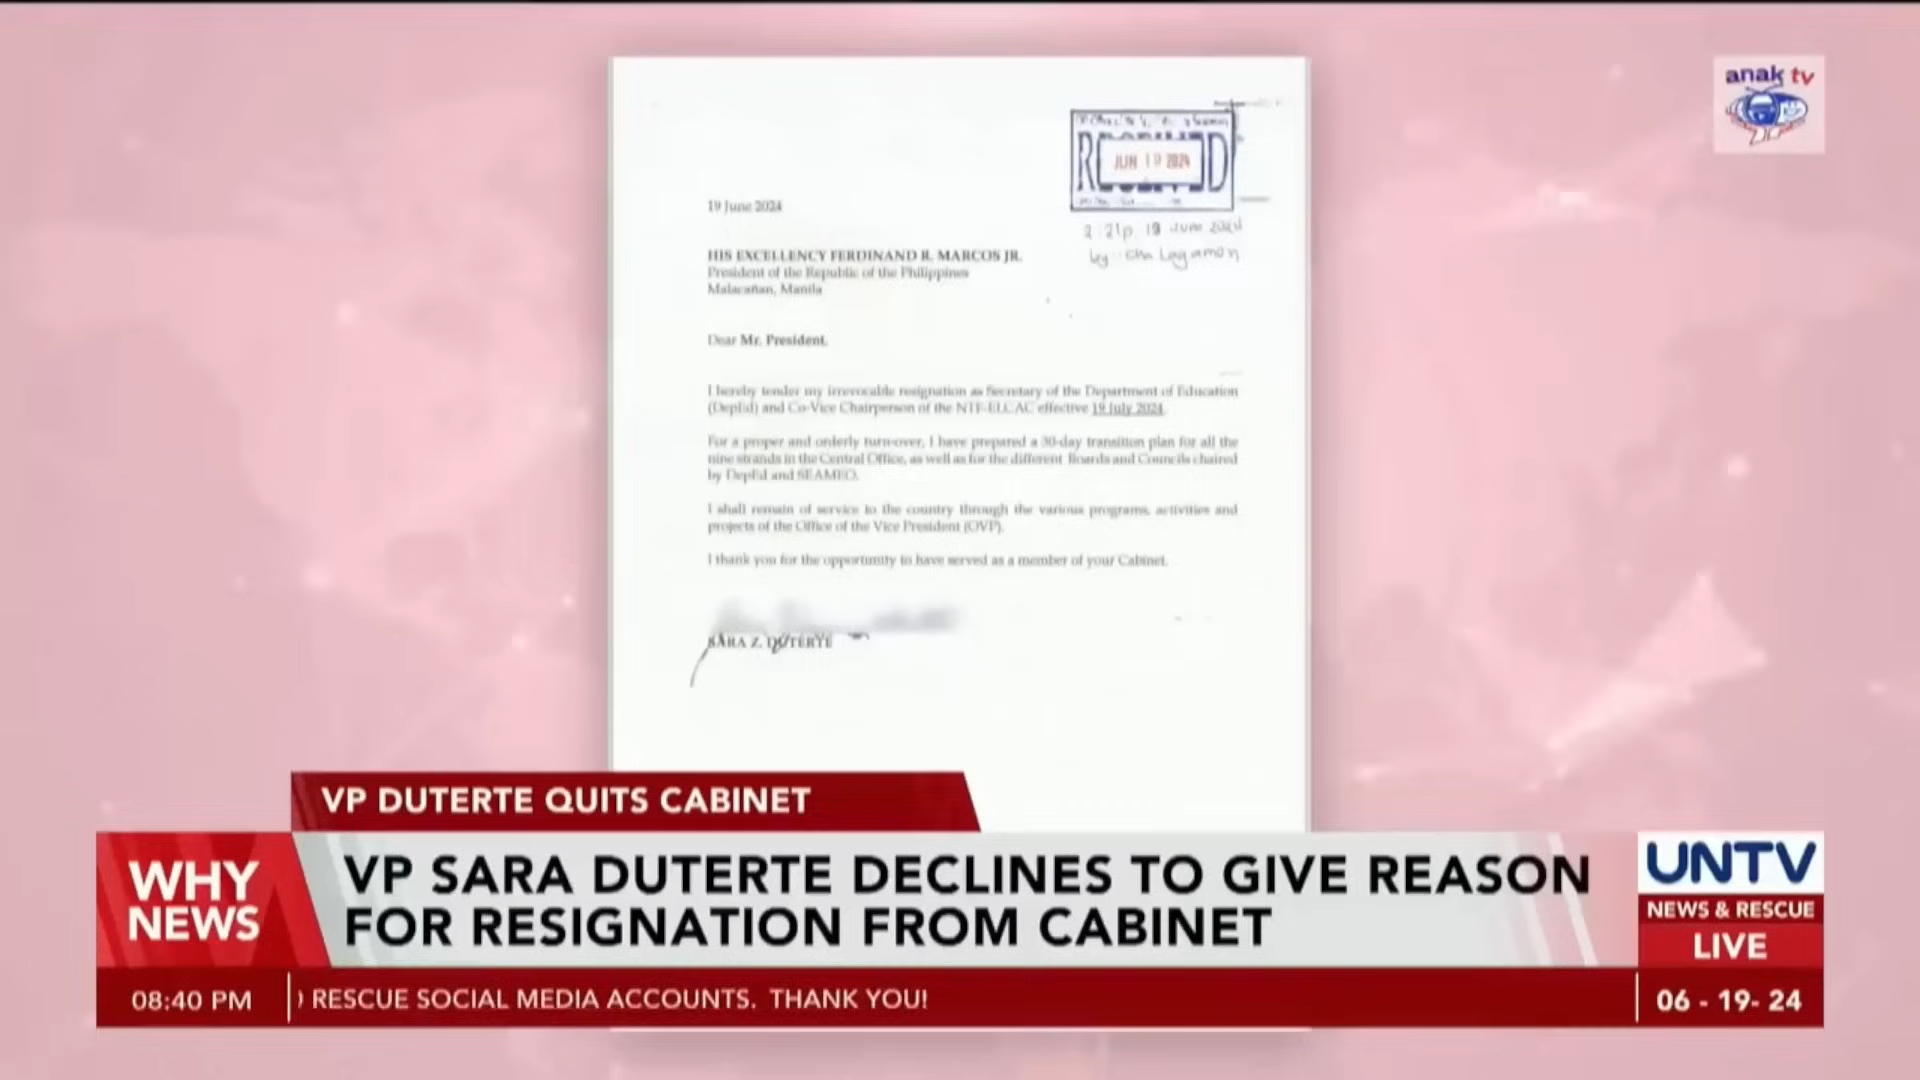 anak tv
RECEIVED
JUN 19 2024
2:21p 19 June 2024
19 June 2024
HIS EXCELLENCY FERDINAND R. MARCOS JR.
President of the Republic of the Philippines
Malacañan, Manila
Dear Mr. President,
I hereby tender my irrevocable resignation as Secretary of the Department of Education
(DepEd) and Co-Vice Chairperson of the NTF-ELCAC effective 19 July 2024.
For a proper and orderly turn-over, I have prepared a 30-day transition plan for all the
nine strands in the Central Office, as well as for the different Boards and Councils chaired
by DepEd and SEAMEO.
I shall remain of service to the country through the various programs, activities and
projects of the Office of the Vice President (OVP).
I thank you for the opportunity to have served as a member of your Cabinet.
SARA Z. DUTERTE
VP DUTERTE QUITS CABINET
WHY
NEWS
VP SARA DUTERTE DECLINES TO GIVE REASON
FOR RESIGNATION FROM CABINET
UNTV
NEWS & RESCUE
LIVE
08:40 PM
RESCUE SOCIAL MEDIA ACCOUNTS. THANK YOU!
06 - 19- 24